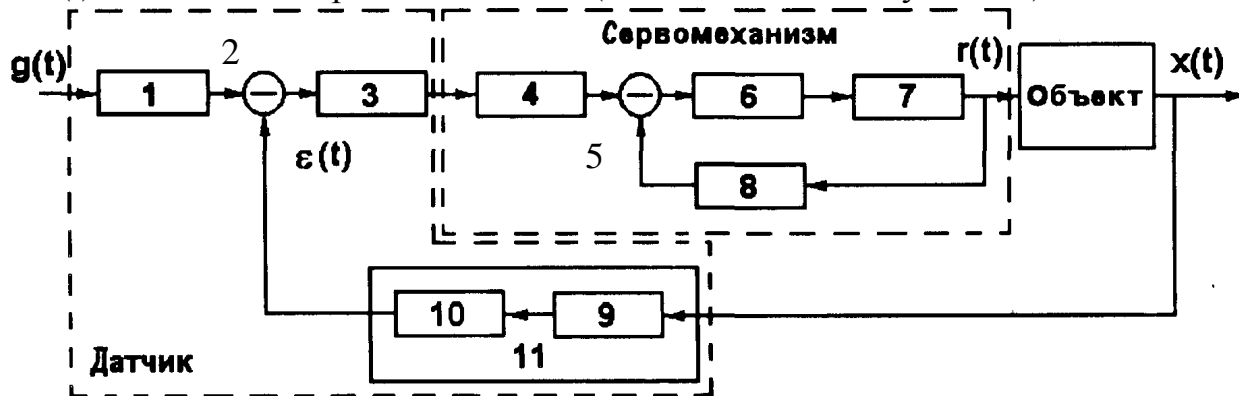 Сервомеханизм
g(t) 2 r(t) x(t)
1 3 4 6 7 Объект
ε(t) 5 8
10 9
11
Датчик